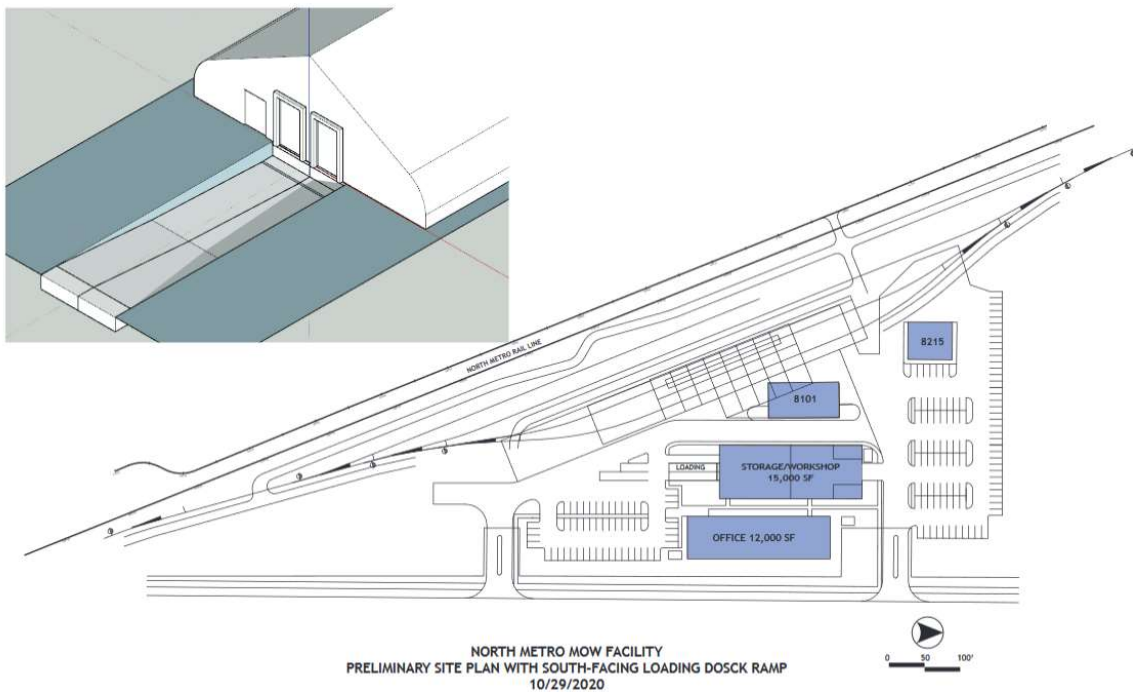 NORTH METRO RAIL LINE
8215
8101
LOADING
STORAGE/WORKSHOP
15,000 SF
OFFICE 12,000 SF
0 50 100'
NORTH METRO MOW FACILITY
PRELIMINARY SITE PLAN WITH SOUTH-FACING LOADING DOSCK RAMP
10/29/2020